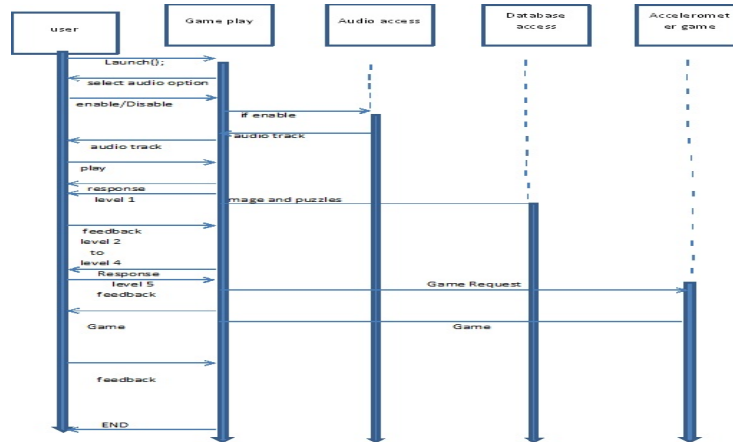 user
Game play
Audio access
Database
access
Acceleromet
er game
Launch();
select audio option
enable/Disable
if enable
audio track
audio track
play
response
level 1
mage and puzzles
feedback
level 2
to
level 4
Response
level 5
Game Request
feedback
Game
Game
feedback
END